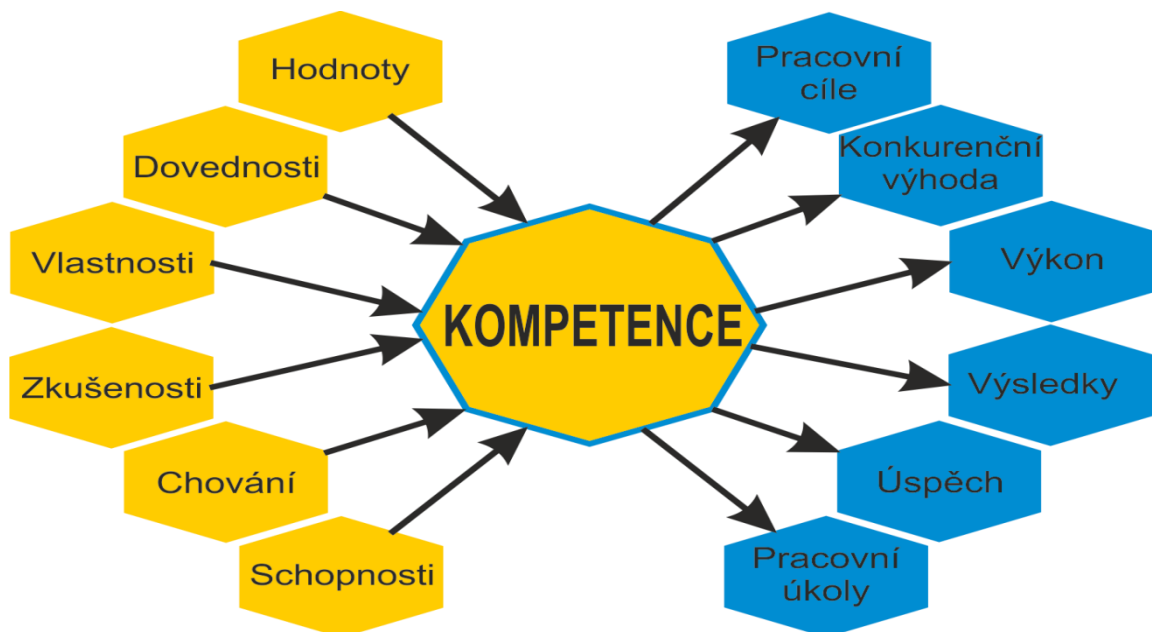 Hodnoty
Dovednosti
Vlastnosti
Zkušenosti
Chování
Schopnosti
KOMPETENCE
Pracovní
cíle
Konkurenční
výhoda
Výkon
Výsledky
Úspěch
Pracovní
úkoly